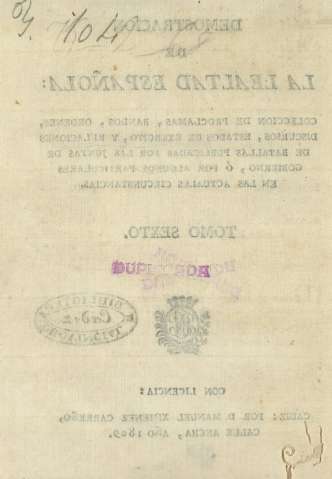 DEMOSTRACION
DE
LA LEALTAD ESPAÑOLA:
COLECCION DE PROCLAMAS, BANDOS, ORDENES,
DISCURSOS, ESTADOS DE EXERCITO, Y RELACIONES
DE BATALLAS PUBLICADAS POR LAS JUNTAS DE
GOBIERNO, Ó POR ALGUNOS PARTICULARES
EN LAS ACTUALES CIRCUNSTANCIAS.
TOMO SEXTO.
DUPLICADA
BIBLIOTECA
CON LICENCIA:
CADIZ: POR D. MANUEL XIMENEZ CARREÑO,
CALLE ANCHA, AÑO 1809.